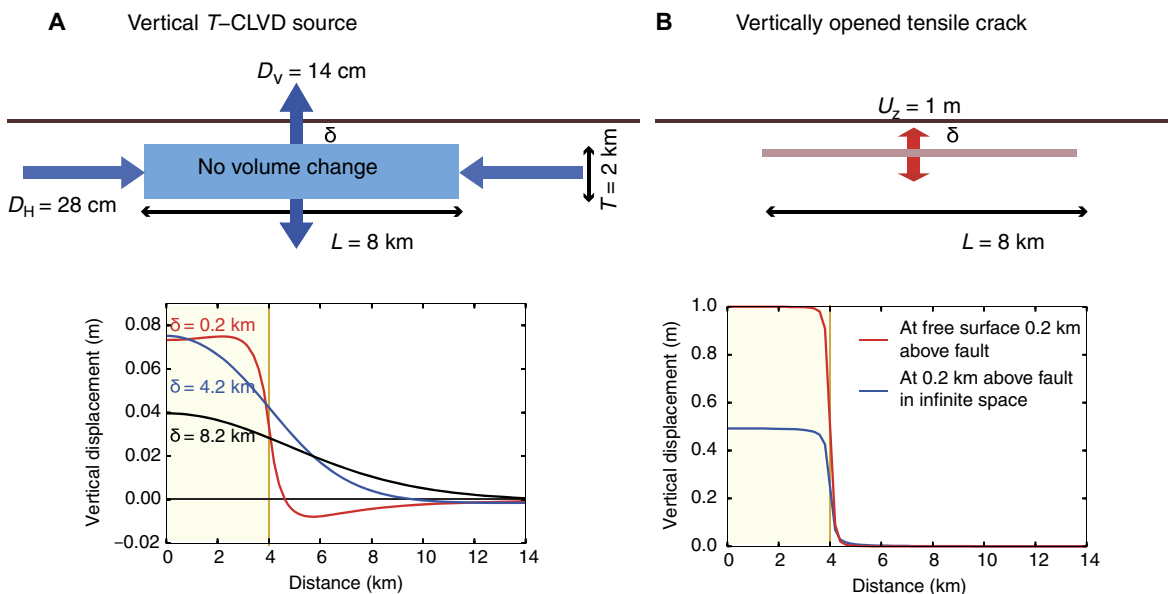 A Vertical T–CLVD source
Dv = 14 cm
δ
No volume change
DH = 28 cm
T = 2 km
L = 8 km
0.08
0.06
0.04
0.02
0.00
−0.02
Vertical displacement (m)
δ = 0.2 km
δ = 4.2 km
δ = 8.2 km
0 2 4 6 8 10 12 14
Distance (km)
B Vertically opened tensile crack
Uz = 1 m
δ
L = 8 km
1.0
0.8
0.6
0.4
0.2
0.0
Vertical displacement (m)
At free surface 0.2 km
above fault
At 0.2 km above fault
in infinite space
0 2 4 6 8 10 12 14
Distance (km)